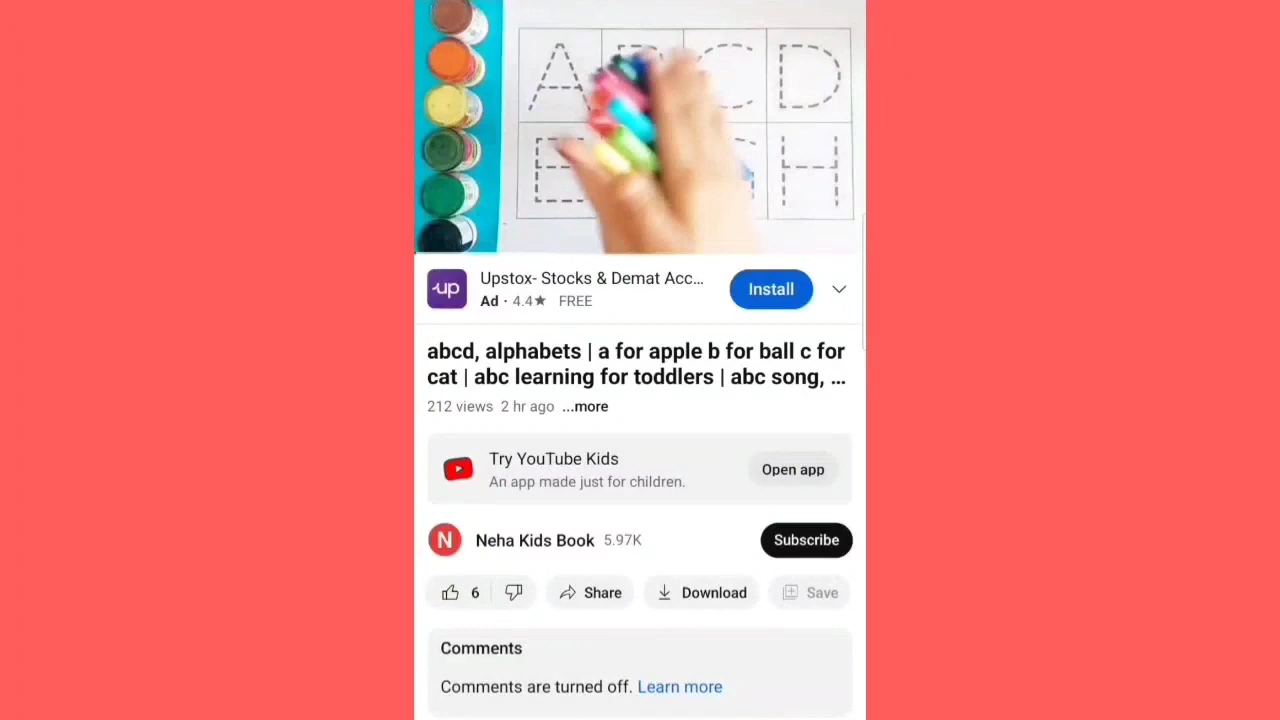 A B C D
E H
up
Upstox- Stocks & Demat Acc...
Ad · 4.4★ FREE
Install
abcd, alphabets | a for apple b for ball c for
cat | abc learning for toddlers | abc song, ...
212 views 2 hr ago ...more
Try YouTube Kids
An app made just for children.
Open app
N
Neha Kids Book 5.97K
Subscribe
6
Share
Download
Save
Comments
Comments are turned off. Learn more